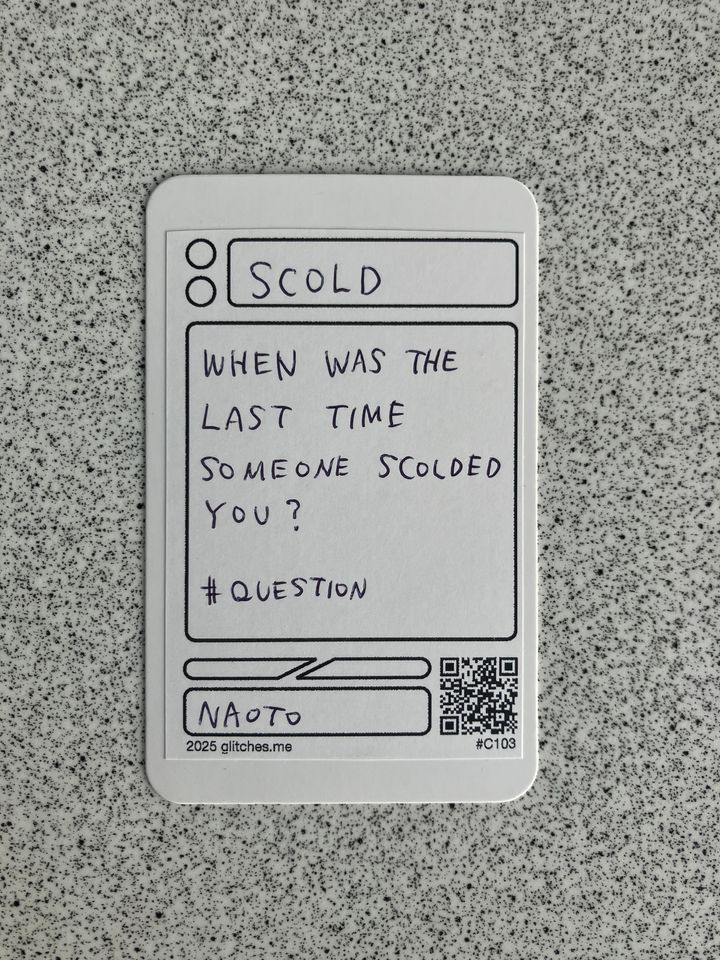 SCOLD
WHEN WAS THE
LAST TIME
SOMEONE SCOLDED
YOU?
#QUESTION
NAOTO
2025 glitches.me
#C103